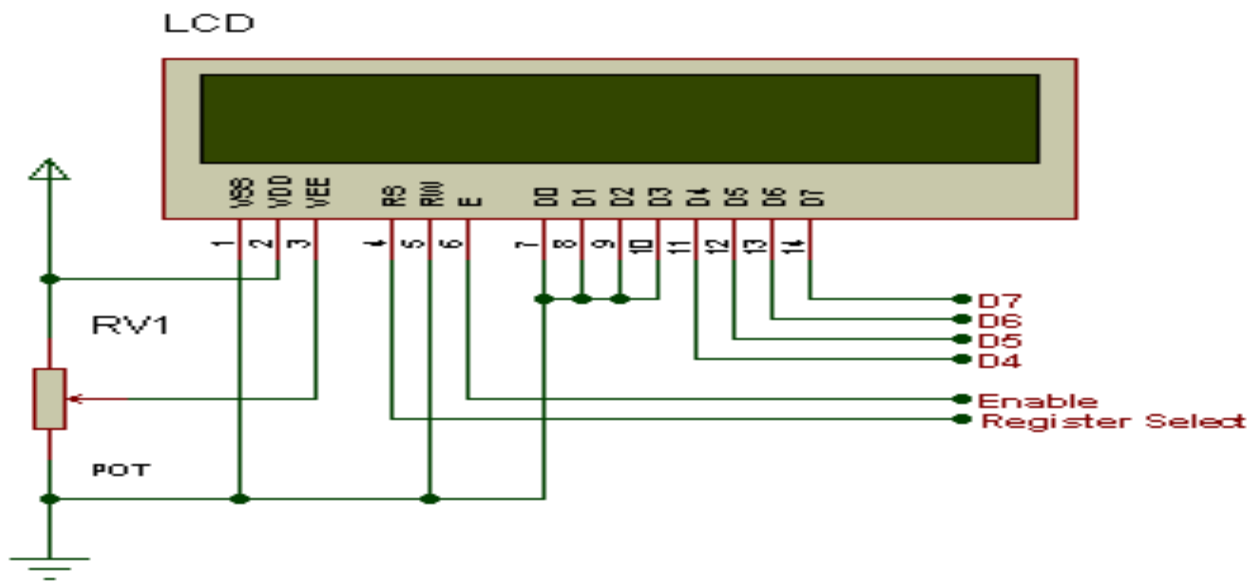 LCD
VSS VDD VEE RS RW E D0 D1 D2 D3 D4 D5 D6 D7
1 2 3 4 5 6 7 8 9 10 11 12 13 14
D7
RV1
D6
D5
D4
Enable
Register Select
POT